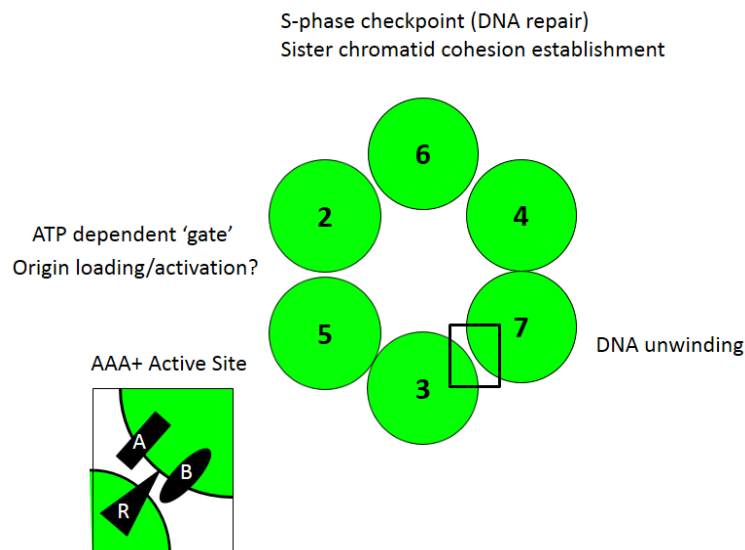 S-phase checkpoint (DNA repair)
Sister chromatid cohesion establishment
6
2
4
ATP dependent ‘gate’
Origin loading/activation?
5
7
DNA unwinding
3
AAA+ Active Site
A
B
R